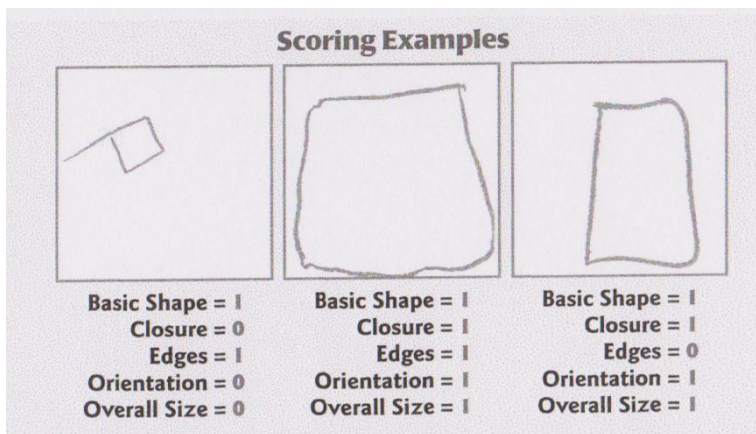 Scoring Examples
Basic Shape = 1
Closure = 0
Edges = 1
Orientation = 0
Overall Size = 0
Basic Shape = 1
Closure = 1
Edges = 1
Orientation = 1
Overall Size = 1
Basic Shape = 1
Closure = 1
Edges = 0
Orientation = 1
Overall Size = 1